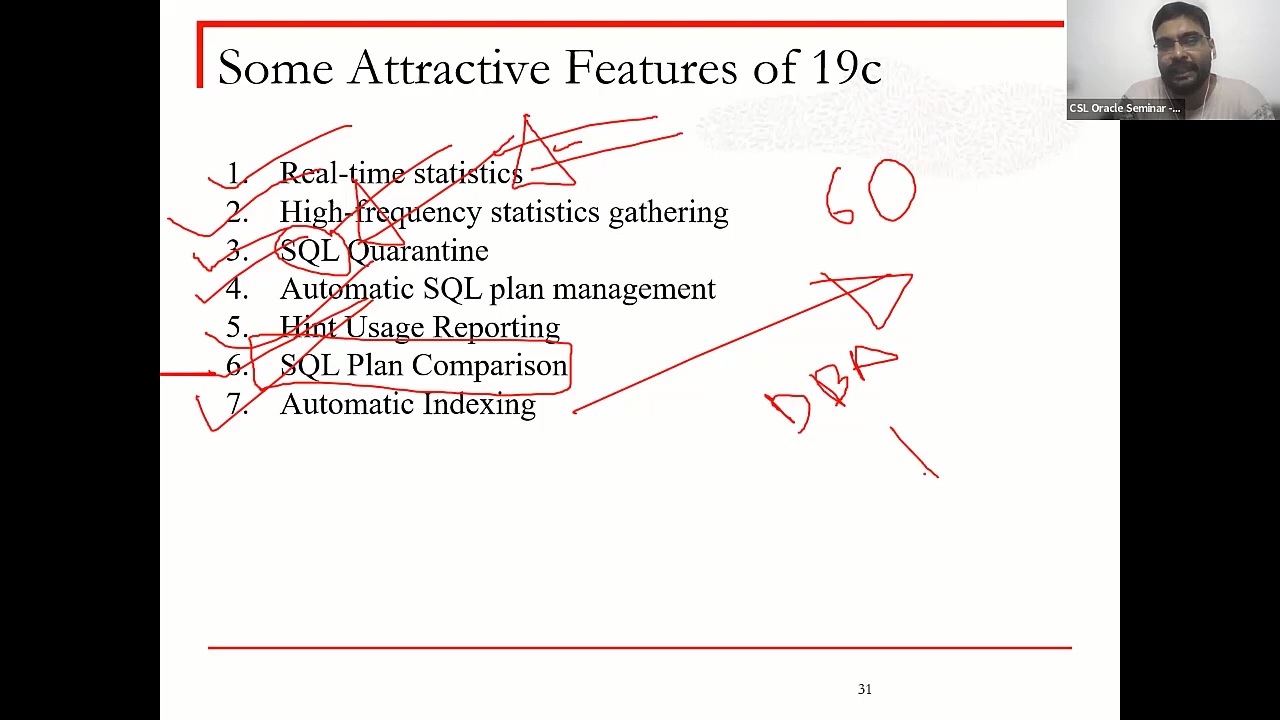 Some Attractive Features of 19c
CSL Oracle Seminar -...
1. Real-time statistics
2. High-frequency statistics gathering
3. SQL Quarantine
4. Automatic SQL plan management
5. Hint Usage Reporting
6. SQL Plan Comparison
7. Automatic Indexing
60
DBA
31